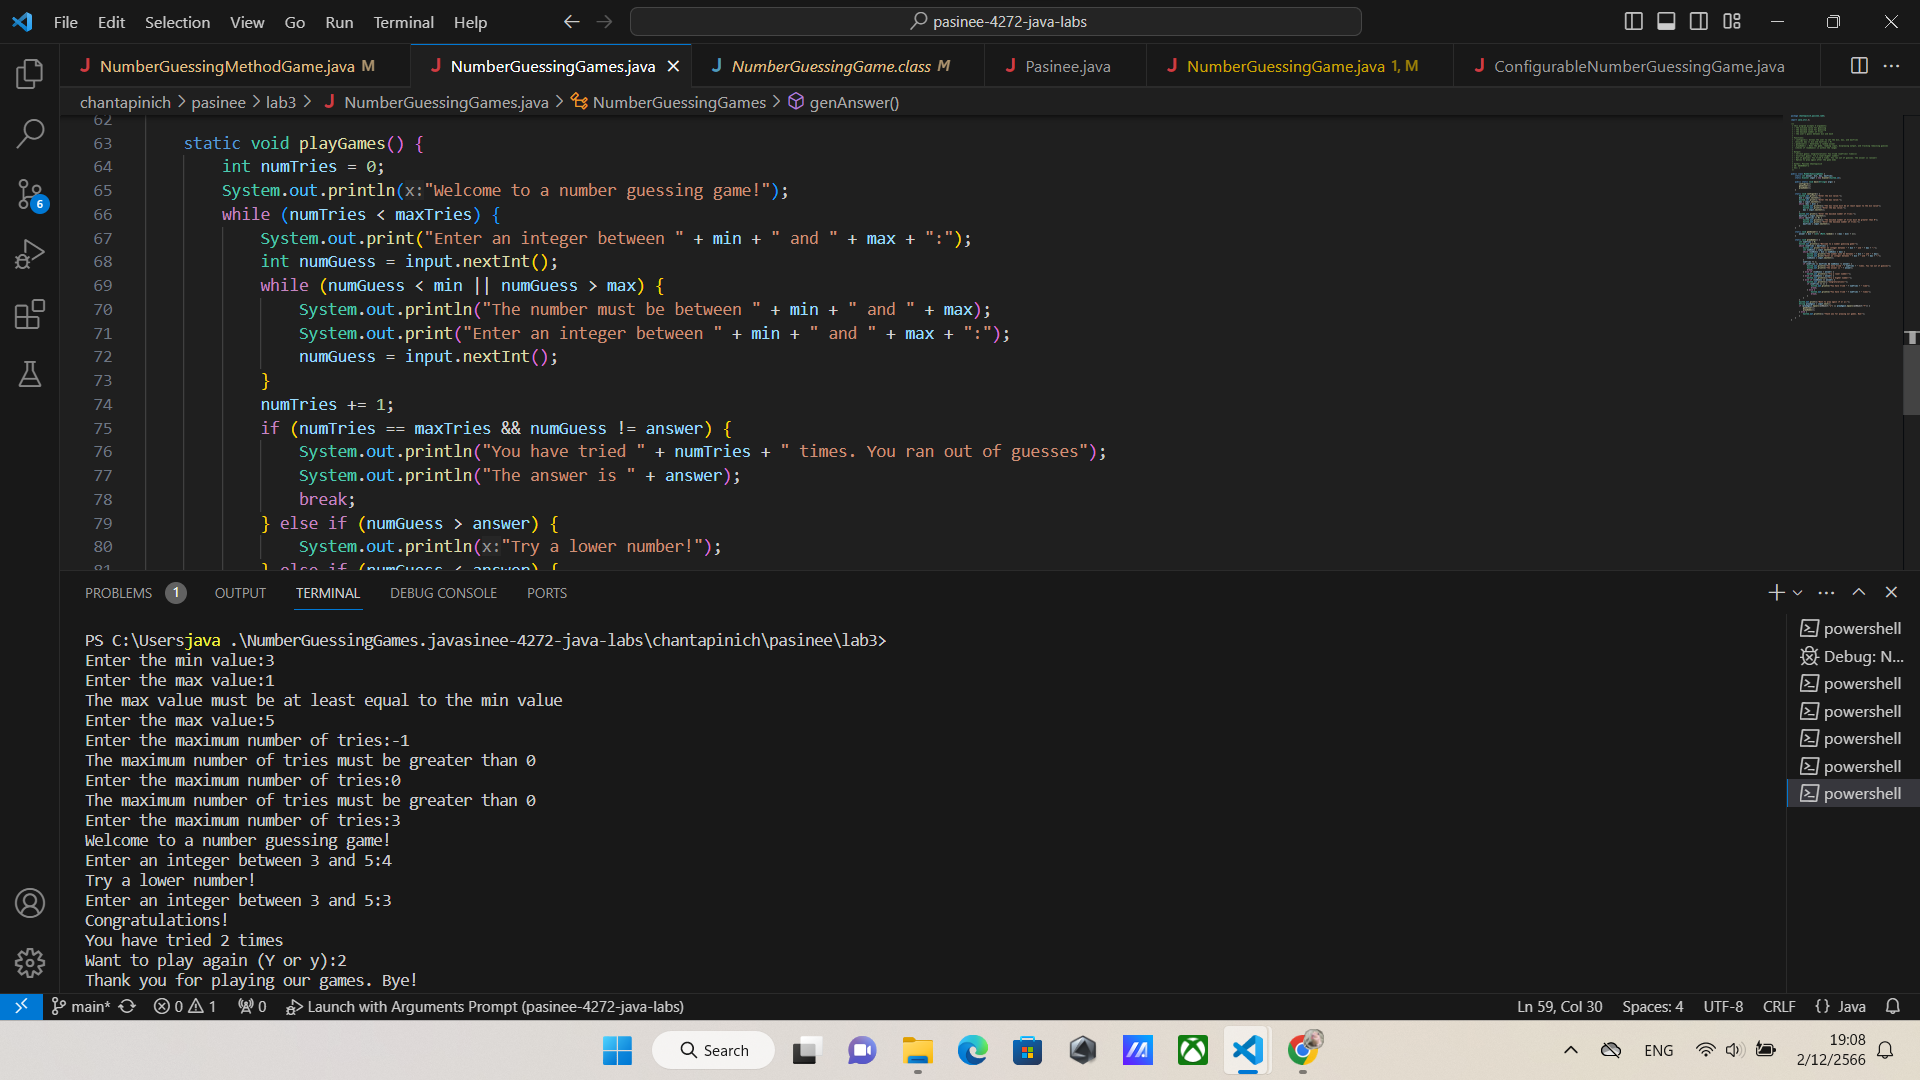 File Edit Selection View Go Run Terminal Help
pasinee-4272-java-labs
NumberGuessingMethodGame.java M
NumberGuessingGames.java
NumberGuessingGame.class M
Pasinee.java
NumberGuessingGame.java 1, M
ConfigurableNumberGuessingGame.java
chantapinich > pasinee > lab3 > J NumberGuessingGames.java > NumberGuessingGames > genAnswer()
62
63 static void playGames() {
64 int numTries = 0;
65 System.out.println(x:"Welcome to a number guessing game!");
66 while (numTries < maxTries) {
67 System.out.print("Enter an integer between " + min + " and " + max + ":");
68 int numGuess = input.nextInt();
69 while (numGuess < min || numGuess > max) {
70 System.out.println("The number must be between " + min + " and " + max);
71 System.out.print("Enter an integer between " + min + " and " + max + ":");
72 numGuess = input.nextInt();
73 }
74 numTries += 1;
75 if (numTries == maxTries && numGuess != answer) {
76 System.out.println("You have tried " + numTries + " times. You ran out of guesses");
77 System.out.println("The answer is " + answer);
78 break;
79 } else if (numGuess > answer) {
80 System.out.println(x:"Try a lower number!");
81 } else if (numGuess < answer) {
PROBLEMS 1 OUTPUT TERMINAL DEBUG CONSOLE PORTS
PS C:\Usersjava .\NumberGuessingGames.javasinee-4272-java-labs\chantapinich\pasinee\lab3>
Enter the min value:3
Enter the max value:1
The max value must be at least equal to the min value
Enter the max value:5
Enter the maximum number of tries:-1
The maximum number of tries must be greater than 0
Enter the maximum number of tries:0
The maximum number of tries must be greater than 0
Enter the maximum number of tries:3
Welcome to a number guessing game!
Enter an integer between 3 and 5:4
Try a lower number!
Enter an integer between 3 and 5:3
Congratulations!
You have tried 2 times
Want to play again (Y or y):2
Thank you for playing our games. Bye!
powershell
Debug: N...
powershell
powershell
powershell
powershell
powershell
6
main* 0 1 0 Launch with Arguments Prompt (pasinee-4272-java-labs)
Ln 59, Col 30 Spaces: 4 UTF-8 CRLF {} Java
Search
ENG
19:08
2/12/2566